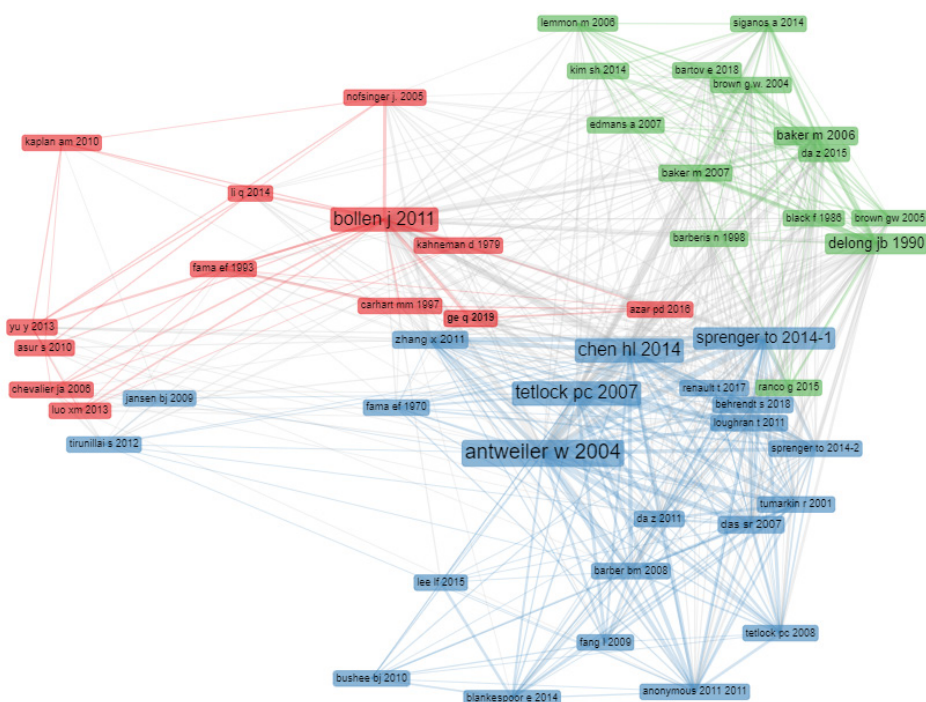 lemmon m 2006
siganos a 2014
kim sh 2014
bartov e 2018
brown g.w. 2004
nofsinger j. 2005
edmans a 2007
baker m 2006
kaplan am 2010
da z 2015
baker m 2007
li q 2014
bollen j 2011
black f 1986
brown gw 2005
barberis n 1998
delong jb 1990
kahneman d 1979
fama ef 1993
carhart mm 1997
azar pd 2016
ge q 2019
yu y 2013
zhang x 2011
sprenger to 2014-1
asur s 2010
chen hl 2014
chevalier ja 2006
jansen bj 2009
tetlock pc 2007
renault t 2017
ranco g 2015
luo xm 2013
fama ef 1970
behrendt s 2018
loughran t 2011
tirunillai s 2012
antweiler w 2004
sprenger to 2014-2
tumarkin r 2001
da z 2011
das sr 2007
barber bm 2008
lee lf 2015
tetlock pc 2008
fang l 2009
bushee bj 2010
anonymous 2011 2011
blankespoor e 2014